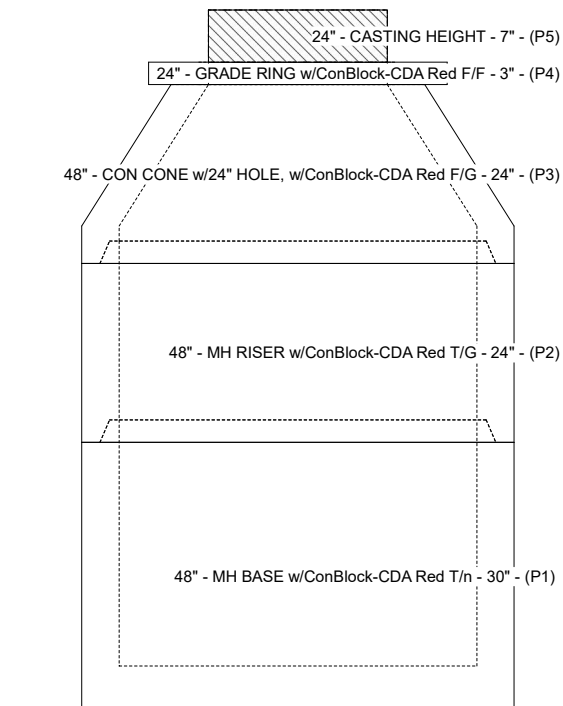 24" - CASTING HEIGHT - 7" - (P5)
24" - GRADE RING w/ConBlock-CDA Red F/F - 3" - (P4)
48" - CON CONE w/24" HOLE, w/ConBlock-CDA Red F/G - 24" - (P3)
48" - MH RISER w/ConBlock-CDA Red T/G - 24" - (P2)
48" - MH BASE w/ConBlock-CDA Red T/n - 30" - (P1)